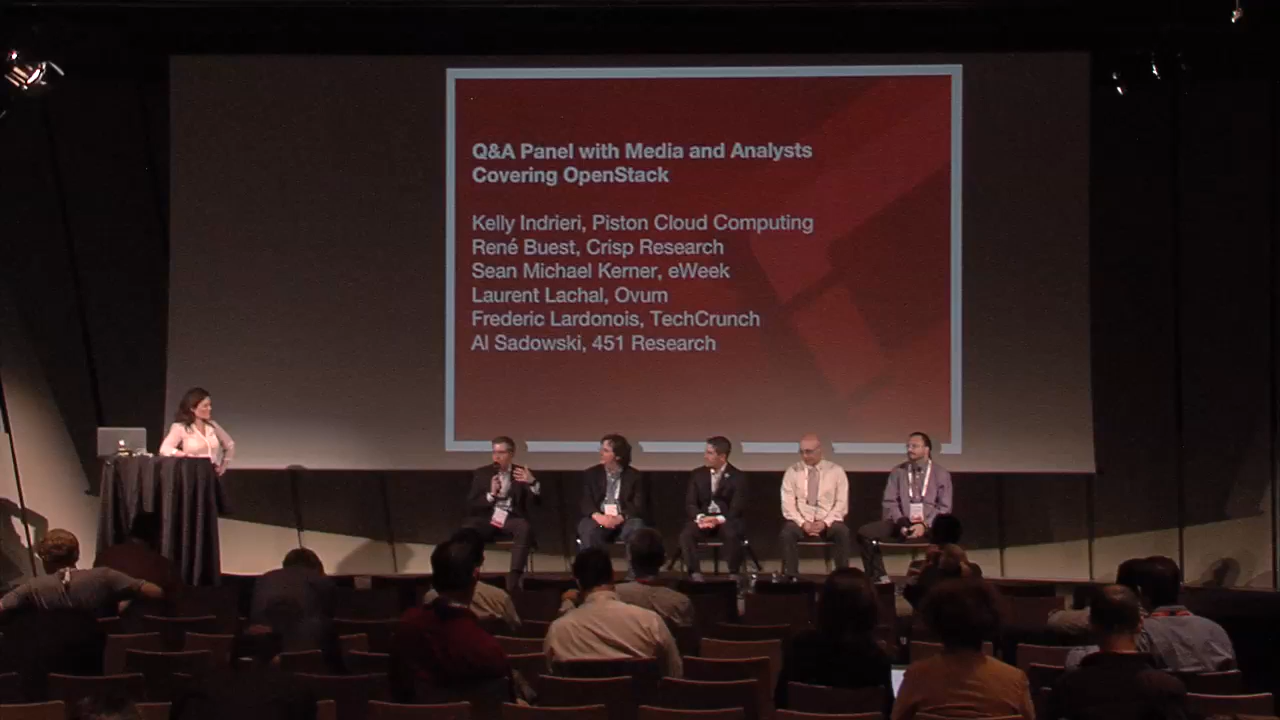 Q&A Panel with Media and Analysts
Covering OpenStack
Kelly Indrieri, Piston Cloud Computing
René Buest, Crisp Research
Sean Michael Kerner, eWeek
Laurent Lachal, Ovum
Frederic Lardonois, TechCrunch
Al Sadowski, 451 Research